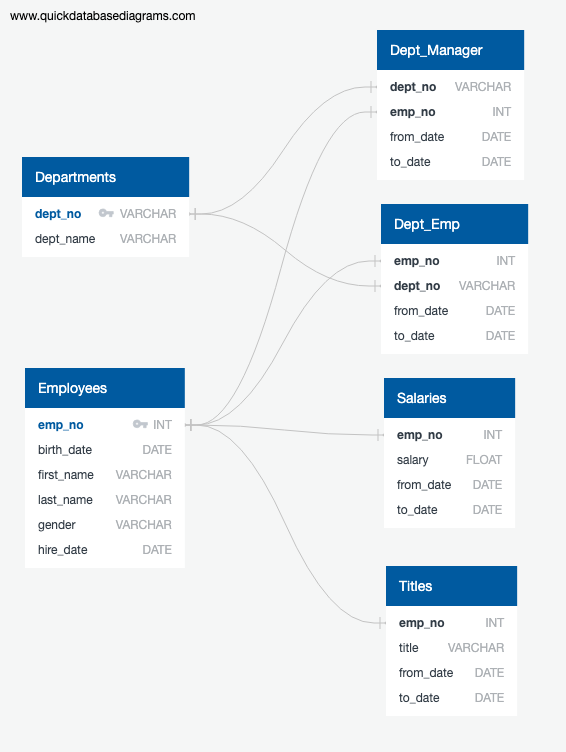 www.quickdatabasediagrams.com
Dept_Manager
dept_no VARCHAR
emp_no INT
from_date DATE
to_date DATE
Departments
dept_no VARCHAR
dept_name VARCHAR
Dept_Emp
emp_no INT
dept_no VARCHAR
from_date DATE
to_date DATE
Employees
emp_no INT
birth_date DATE
first_name VARCHAR
last_name VARCHAR
gender VARCHAR
hire_date DATE
Salaries
emp_no INT
salary FLOAT
from_date DATE
to_date DATE
Titles
emp_no INT
title VARCHAR
from_date DATE
to_date DATE